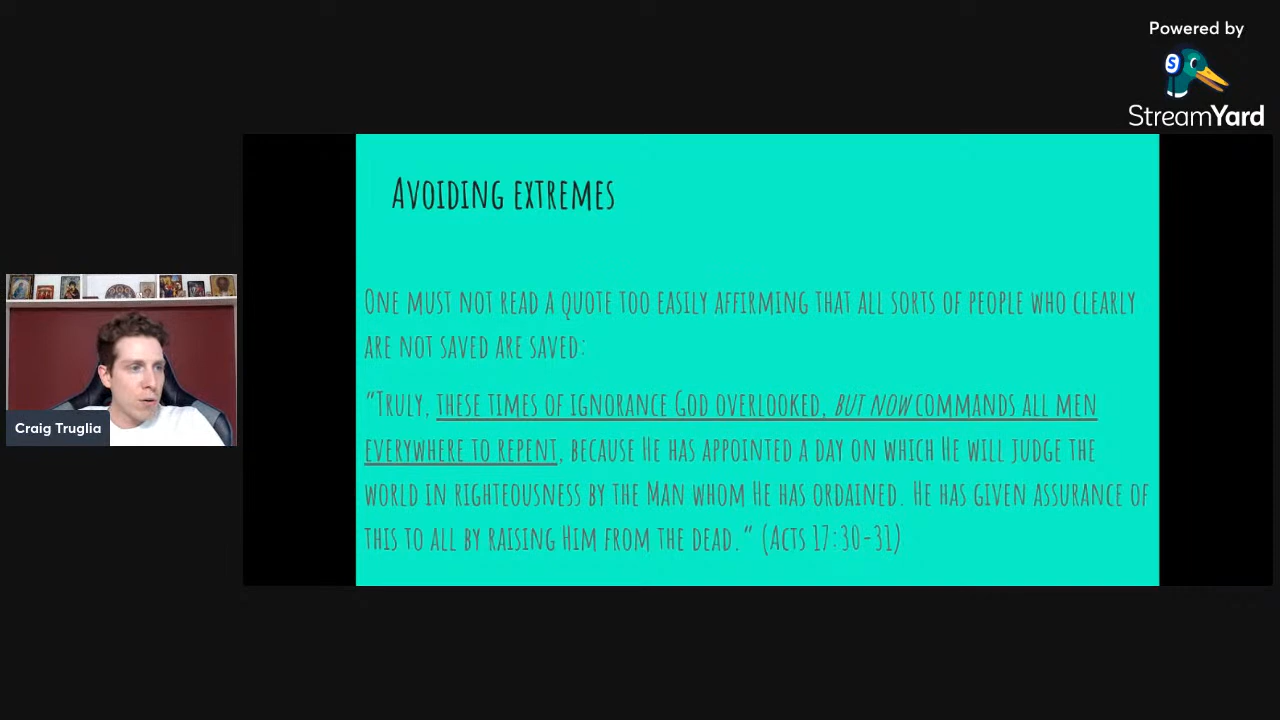 Powered by
StreamYard
Avoiding extremes
One must not read a quote too easily affirming that all sorts of people who clearly
are not saved are saved:
“Truly, these times of ignorance God overlooked, but now commands all men
everywhere to repent, because He has appointed a day on which He will judge the
world in righteousness by the Man whom He has ordained. He has given assurance of
this to all by raising Him from the dead.” (Acts 17:30-31)
Craig Truglia